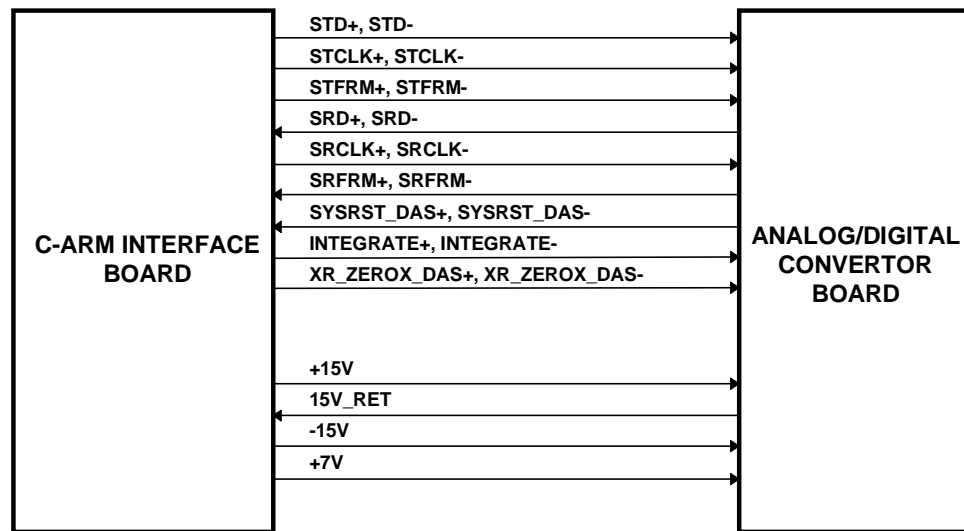 STD+, STD-
STCLK+, STCLK-
STFRM+, STFRM-
SRD+, SRD-
SRCLK+, SRCLK-
SRFRM+, SRFRM-
SYSRST_DAS+, SYSRST_DAS-
INTEGRATE+, INTEGRATE-
XR_ZEROX_DAS+, XR_ZEROX_DAS-
C-ARM INTERFACE
BOARD
ANALOG/DIGITAL
CONVERTOR
BOARD
+15V
15V_RET
-15V
+7V